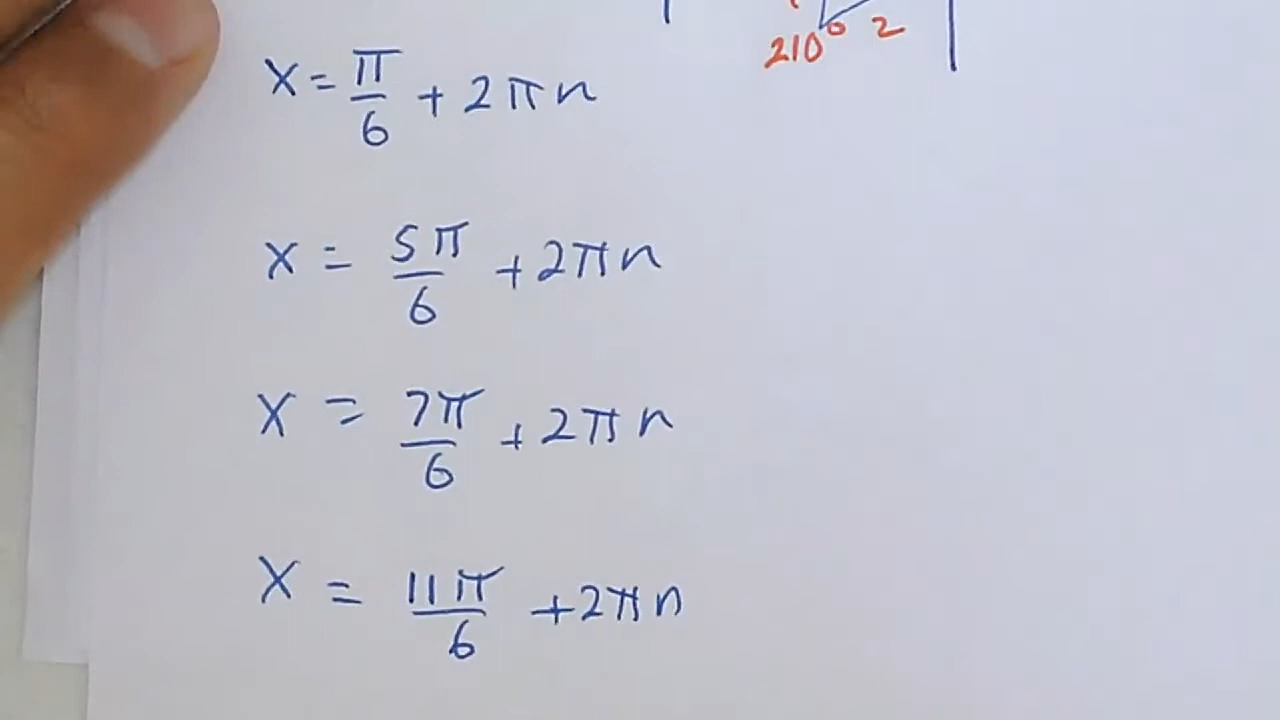 210° 2
x = π/6 + 2πn
x = 5π/6 + 2πn
x = 7π/6 + 2πn
x = 11π/6 + 2πn